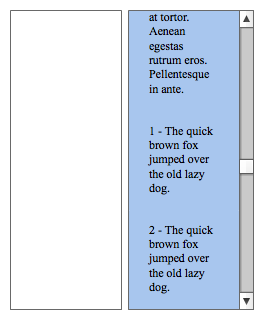 at tortor.
Aenean
egestas
rutrum eros.
Pellentesque
in ante.
1 - The quick
brown fox
jumped over
the old lazy
dog.
2 - The quick
brown fox
jumped over
the old lazy
dog.